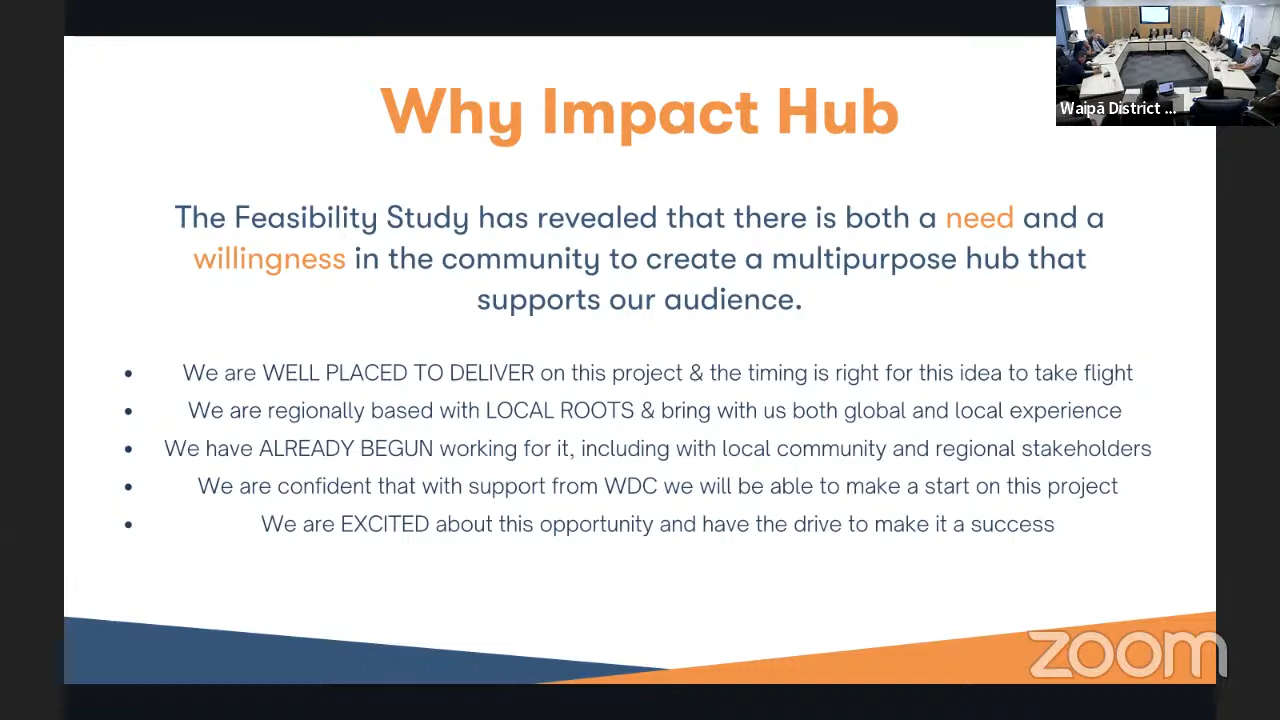 Why Impact Hub
Waipā District ...
The Feasibility Study has revealed that there is both a need and a
willingness in the community to create a multipurpose hub that
supports our audience.
• We are WELL PLACED TO DELIVER on this project & the timing is right for this idea to take flight
• We are regionally based with LOCAL ROOTS & bring with us both global and local experience
• We have ALREADY BEGUN working for it, including with local community and regional stakeholders
• We are confident that with support from WDC we will be able to make a start on this project
• We are EXCITED about this opportunity and have the drive to make it a success
zoom